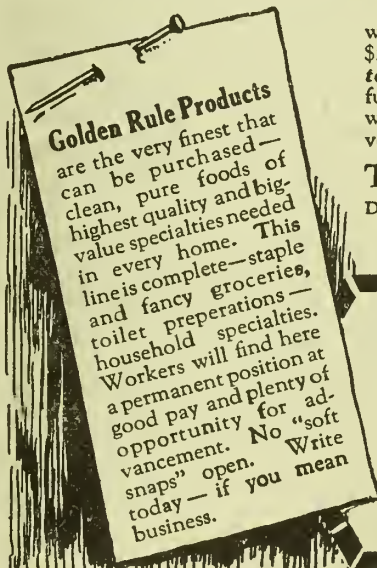 Golden Rule Products
are the very finest that
can be purchased—
clean, pure foods of
highest quality and big-
value specialties needed
in every home. This
line is complete—staple
and fancy groceries,
toilet preperations—
household specialties.
Workers will find here
a permanent position at
good pay and plenty of
opportunity for ad-
vancement. No "soft
snaps" open. Write
today—if you mean
business.